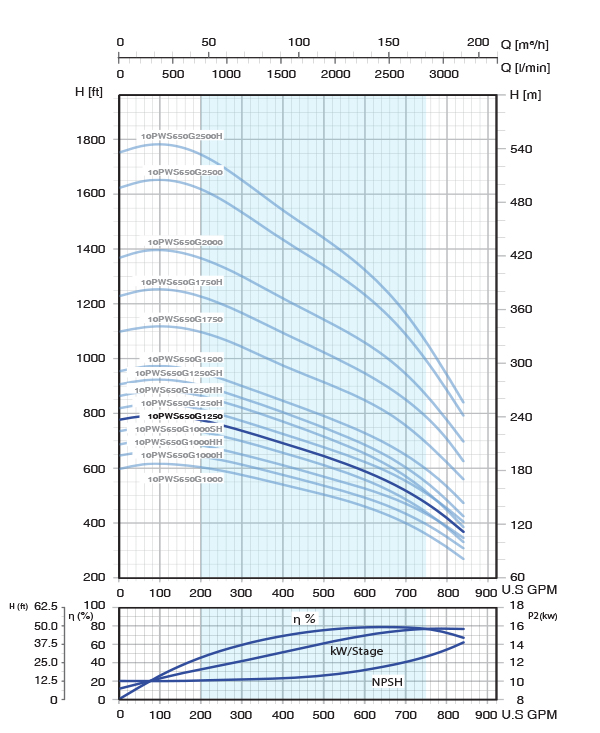 0 50 100 150 200 Q [m³/h]
0 500 1000 1500 2000 2500 3000 Q [l/min]
H [ft] H [m]
10PWS650G2500H
1800 540
10PWS650G2500
1600 480
10PWS650G2000
1400 420
10PWS650G1750H
1200 360
10PWS650G1750
1000 10PWS650G1500 300
10PWS650G1250SH
10PWS650G1250HH
10PWS650G1250H
800 10PWS650G1250 240
10PWS650G1000SH
10PWS650G1000HH
10PWS650G1000H
600 180
10PWS650G1000
400 120
200 60
0 100 200 300 400 500 600 700 800 900 U.S GPM
H (ft) 62.5 η (%) 100 18 P2(kw)
50.0 80 η % 16
37.5 60 kW/Stage 14
25.0 40 12
12.5 20 NPSH 10
0 0 8
0 100 200 300 400 500 600 700 800 900 U.S GPM